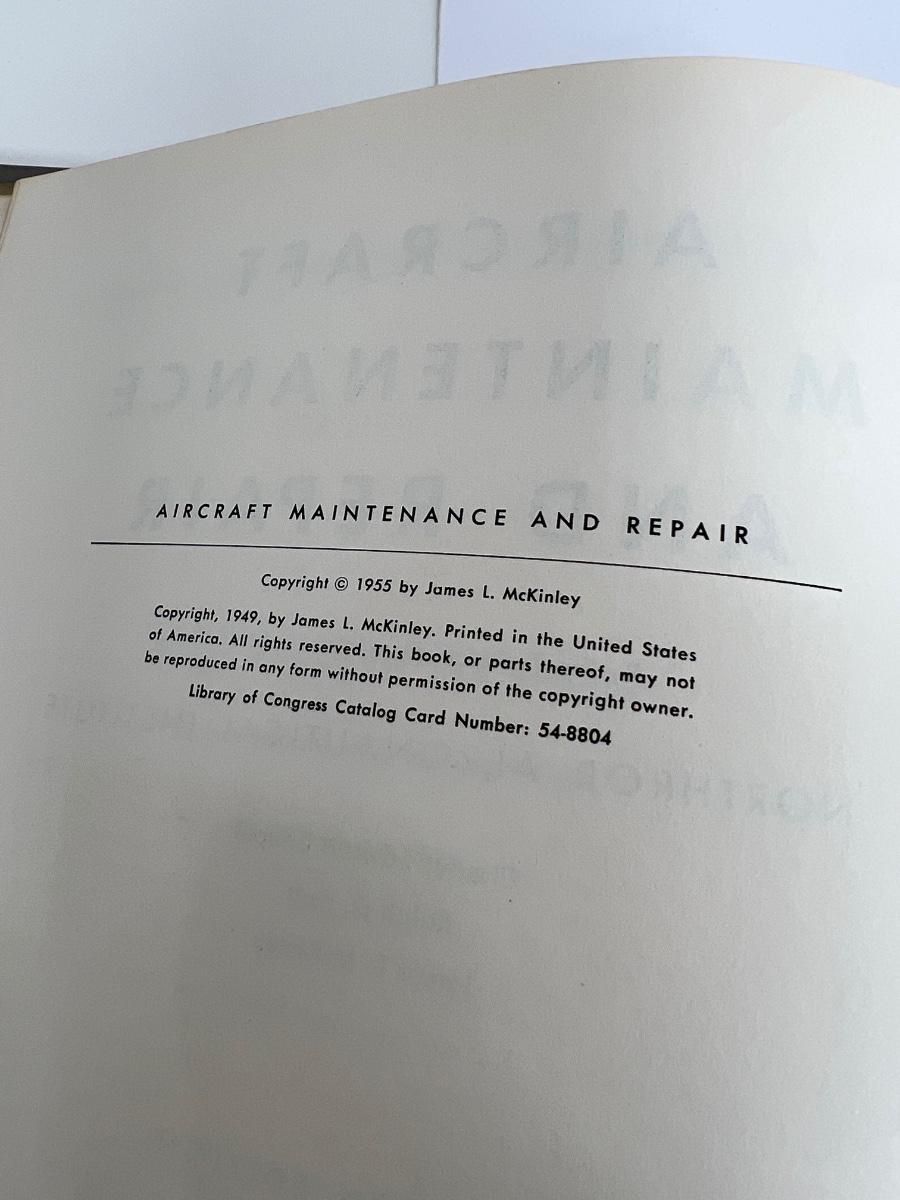 AIRCRAFT MAINTENANCE AND REPAIR
Copyright © 1955 by James L. McKinley
Copyright, 1949, by James L. McKinley. Printed in the United States
of America. All rights reserved. This book, or parts thereof, may not
be reproduced in any form without permission of the copyright owner.
Library of Congress Catalog Card Number: 54-8804